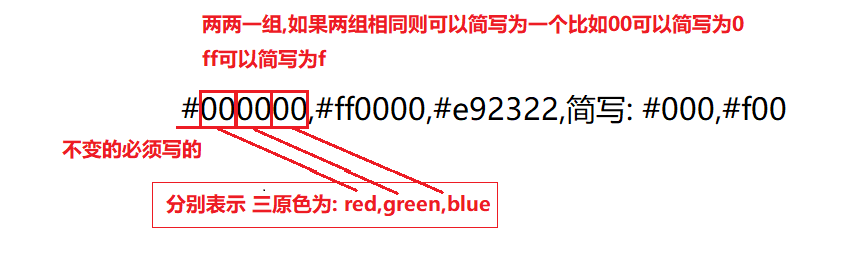 两两一组,如果两组相同则可以简写为一个比如00可以简写为0
ff可以简写为f
#000000,#ff0000,#e92322,简写: #000,#f00
不变的必须写的
分别表示 三原色为: red,green,blue